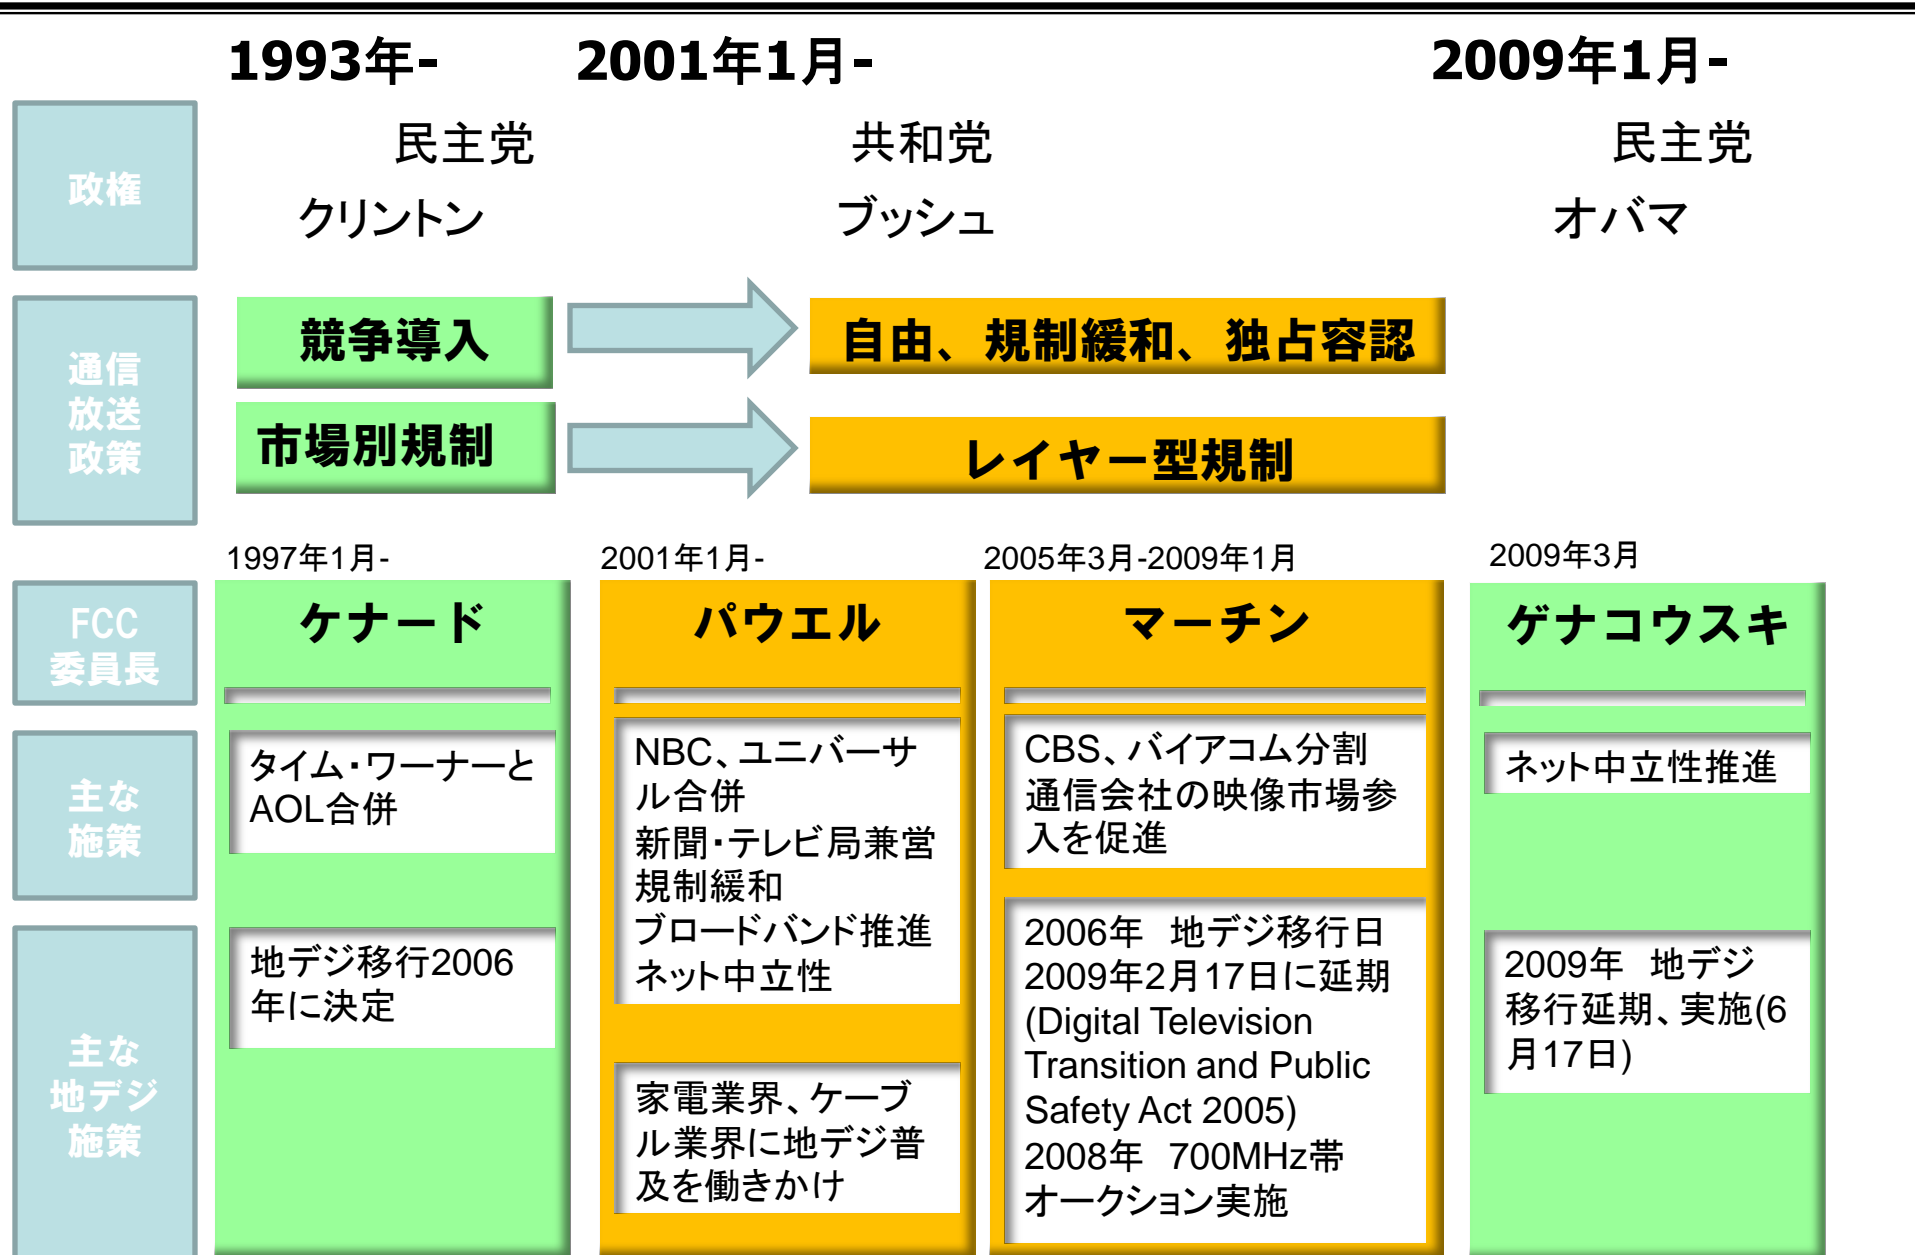 1993年-
2001年1月-
2009年1月-
政権
民主党
クリントン
共和党
ブッシュ
民主党
オバマ
通信
放送
政策
競争導入
自由、規制緩和、独占容認
市場別規制
レイヤー型規制
1997年1月-
2001年1月-
2005年3月-2009年1月
2009年3月
FCC
委員長
ケナード
パウエル
マーチン
ゲナコウスキ
主な
施策
タイム・ワーナーと
AOL合併
NBC、ユニバーサ
ル合併
新聞・テレビ局兼営
規制緩和
ブロードバンド推進
ネット中立性
CBS、バイアコム分割
通信会社の映像市場参
入を促進
ネット中立性推進
主な
地デジ
施策
地デジ移行2006
年に決定
家電業界、ケーブ
ル業界に地デジ普
及を働きかけ
2006年 地デジ移行日
2009年2月17日に延期
(Digital Television
Transition and Public
Safety Act 2005)
2008年 700MHz帯
オークション実施
2009年 地デジ
移行延期、実施(6
月17日)